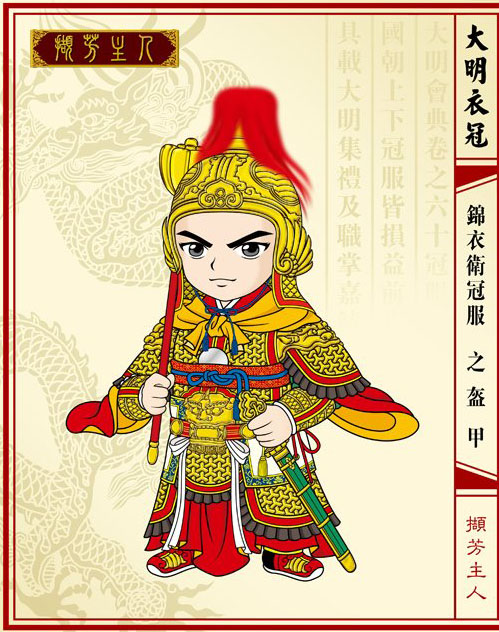 擷芳主人
大明衣冠
錦衣衛冠服 之 盔 甲
擷芳主人
大明會典卷之六十冠
國朝上下冠服皆損益前
具載大明集禮及職掌嘉